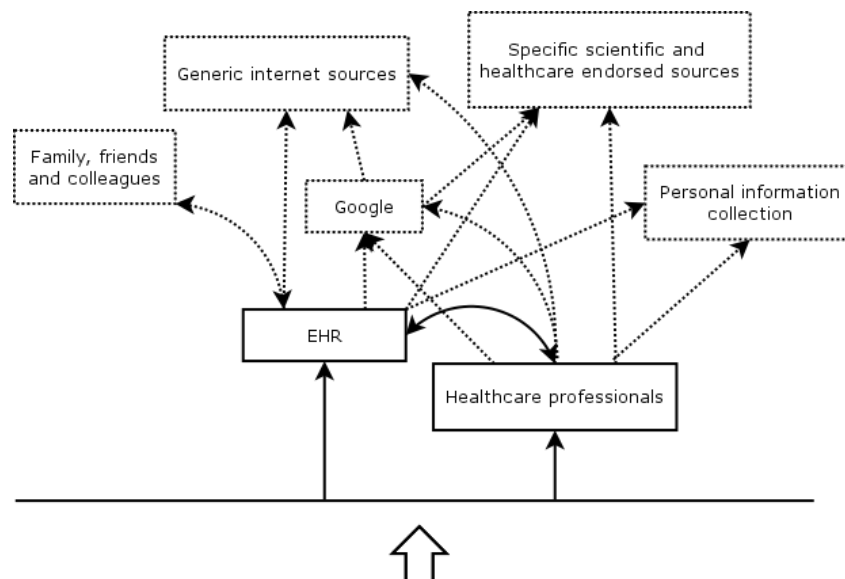 Generic internet sources
Specific scientific and
healthcare endorsed sources
Family, friends
and colleagues
Google
Personal information
collection
EHR
Healthcare professionals